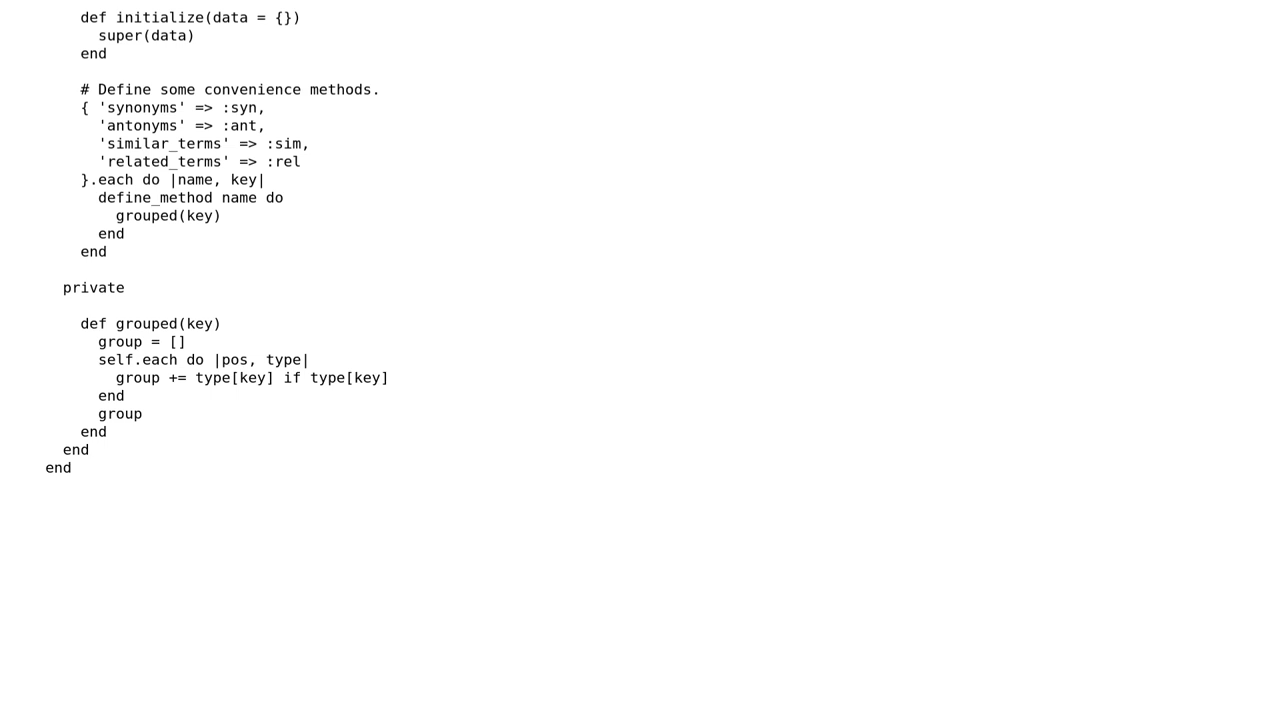 def initialize(data = {})
      super(data)
    end

    # Define some convenience methods.
    { 'synonyms' => :syn,
      'antonyms' => :ant,
      'similar_terms' => :sim,
      'related_terms' => :rel
    }.each do |name, key|
      define_method name do
        grouped(key)
      end
    end

  private

    def grouped(key)
      group = []
      self.each do |pos, type|
        group += type[key] if type[key]
      end
      group
    end
  end
end